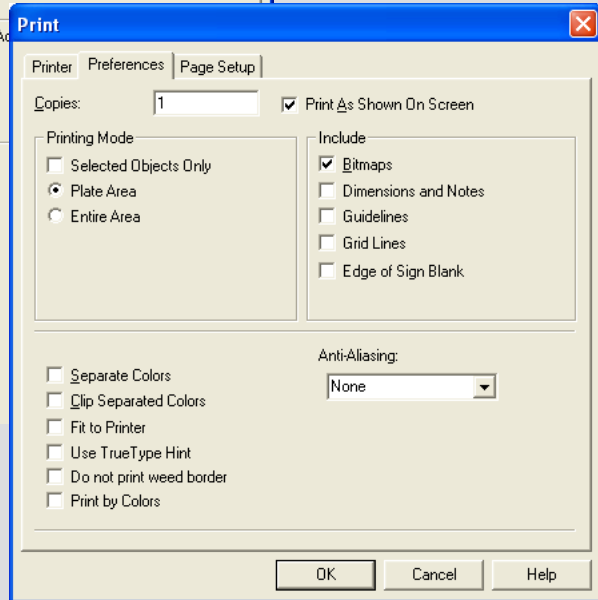 Print
Ac
Printer Preferences Page Setup
Copies: 1 Print As Shown On Screen
Printing Mode
Selected Objects Only
Plate Area
Entire Area
Include
Bitmaps
Dimensions and Notes
Guidelines
Grid Lines
Edge of Sign Blank
Separate Colors
Clip Separated Colors
Fit to Printer
Use TrueType Hint
Do not print weed border
Print by Colors
Anti-Aliasing:
None
OK Cancel Help